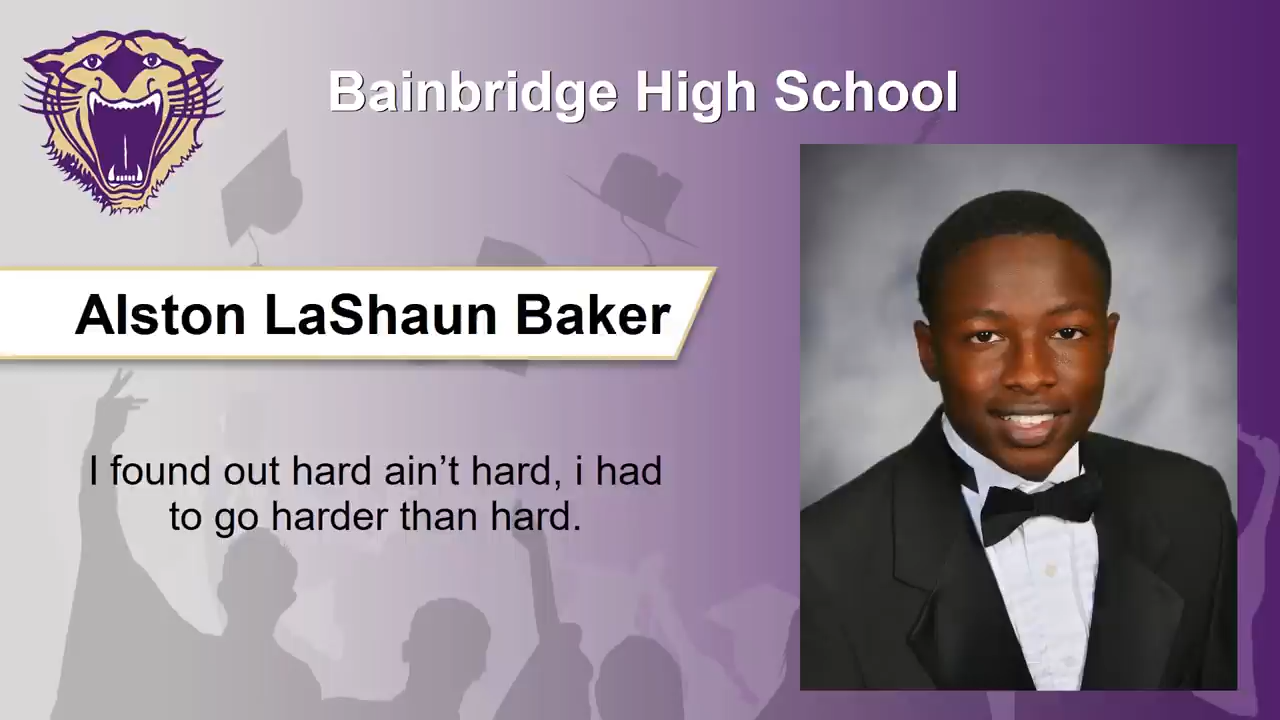 Bainbridge High School
Alston LaShaun Baker
I found out hard ain’t hard, i had
to go harder than hard.